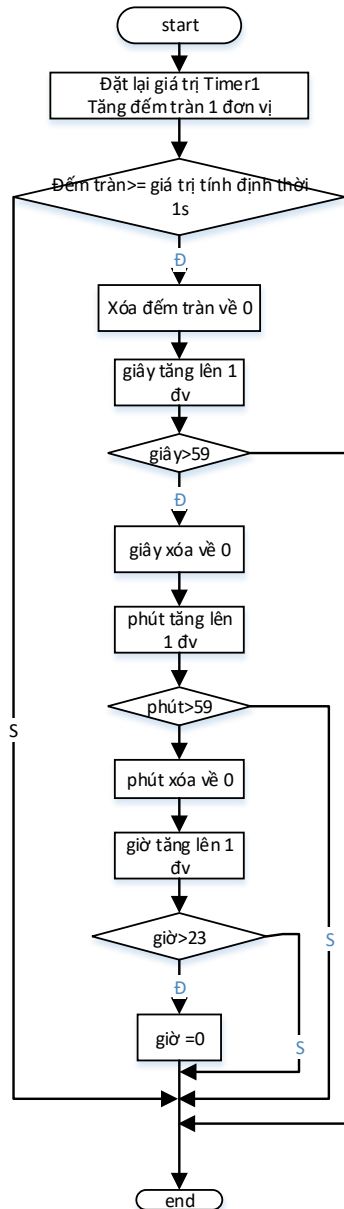 start
Đặt lại giá trị Timer1
Tăng đếm tràn 1 đơn vị
Đếm tràn>= giá trị tính định thời
1s
Đ
Xóa đếm tràn về 0
giây tăng lên 1
đv
giây>59
Đ
giây xóa về 0
phút tăng lên
1 đv
phút>59
S
phút xóa về 0
giờ tăng lên 1
đv
giờ>23
S
Đ
giờ =0
S
end